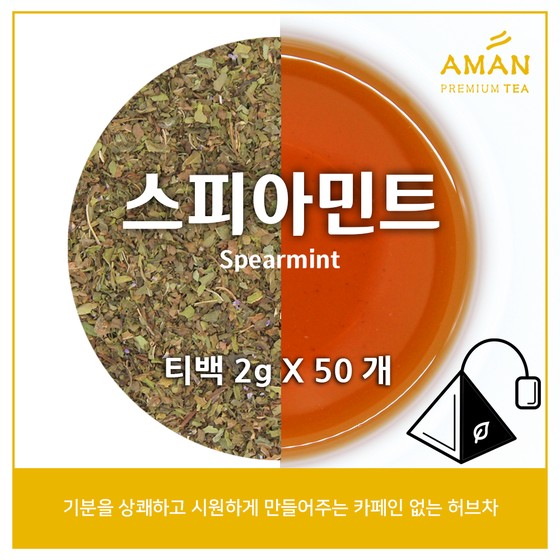 AMAN
PREMIUM TEA
스피아민트
Spearmint
티백 2g X 50 개
기분을 상쾌하고 시원하게 만들어주는 카페인 없는 허브차